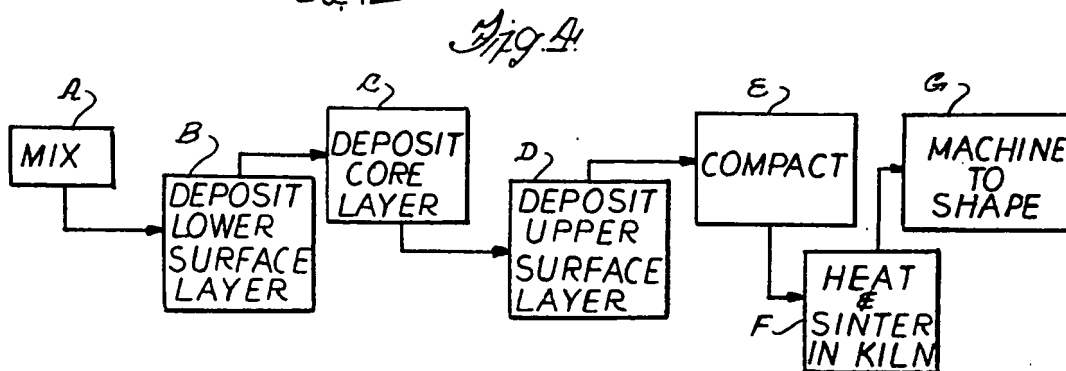 Fig. 4.
A
MIX
B
DEPOSIT
LOWER
SURFACE
LAYER
C
DEPOSIT
CORE
LAYER
D
DEPOSIT
UPPER
SURFACE
LAYER
E
COMPACT
F
HEAT
&
SINTER
IN KILN
G
MACHINE
TO
SHAPE